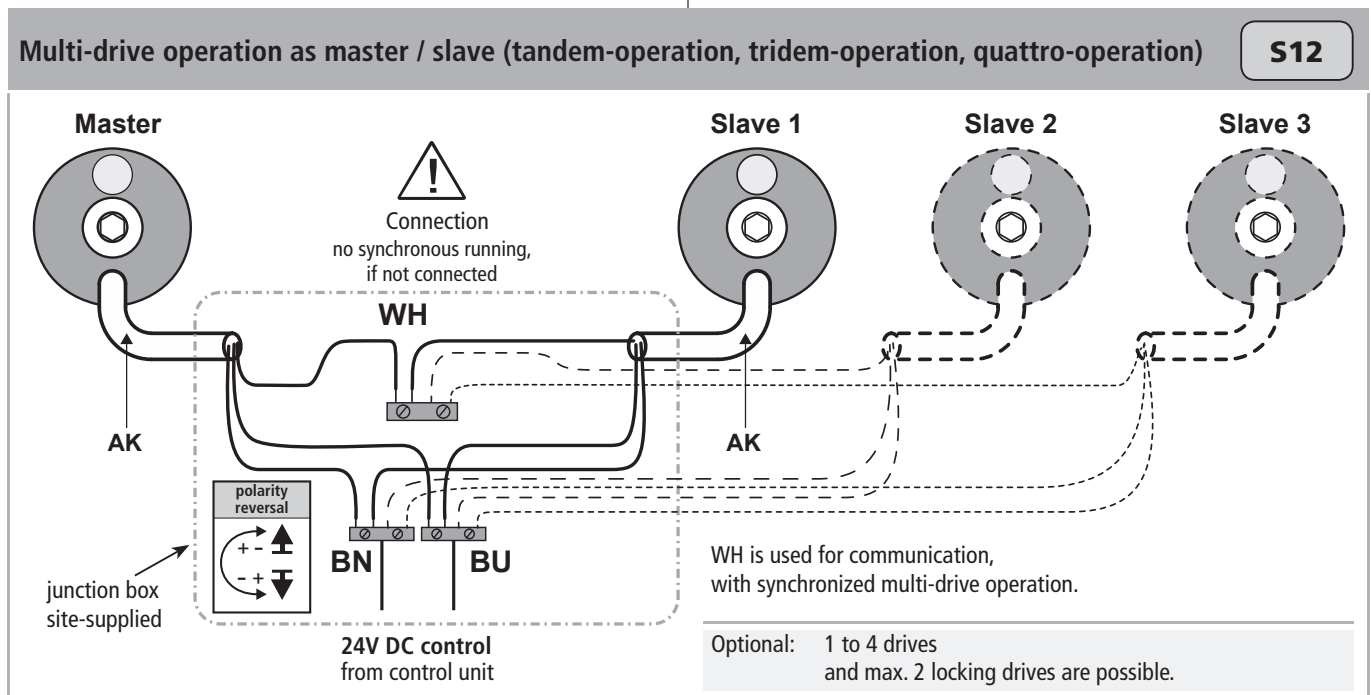 Multi-drive operation as master / slave (tandem-operation, tridem-operation, quattro-operation)
S12
Master
Slave 1
Slave 2
Slave 3
!
Connection
no synchronous running,
if not connected
WH
AK
AK
polarity
reversal
+ -
- +
BN
BU
junction box
site-supplied
24V DC control
from control unit
WH is used for communication,
with synchronized multi-drive operation.
Optional: 1 to 4 drives
and max. 2 locking drives are possible.